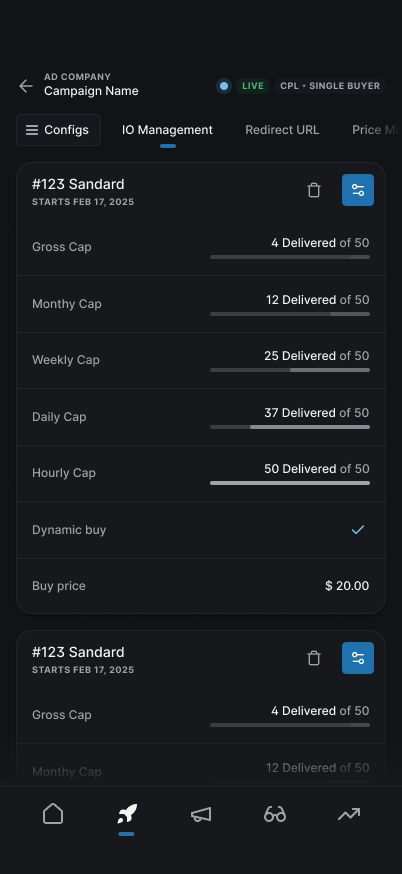 AD COMPANY
Campaign Name
LIVE
CPL • SINGLE BUYER
Configs
IO Management
Redirect URL
Price Mo
#123 Sandard
STARTS FEB 17, 2025
Gross Cap
4 Delivered of 50
Monthy Cap
12 Delivered of 50
Weekly Cap
25 Delivered of 50
Daily Cap
37 Delivered of 50
Hourly Cap
50 Delivered of 50
Dynamic buy
Buy price
$ 20.00
#123 Sandard
STARTS FEB 17, 2025
Gross Cap
4 Delivered of 50
Monthy Cap
12 Delivered of 50